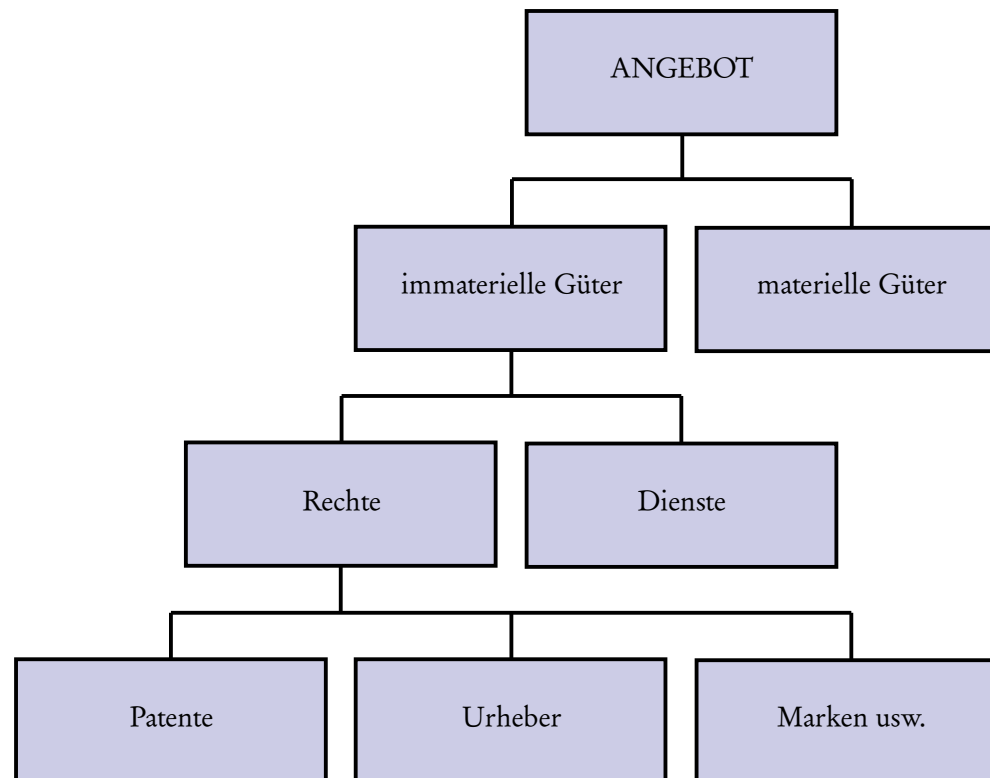 ANGEBOT
immaterielle Güter
materielle Güter
Rechte
Dienste
Patente
Urheber
Marken usw.